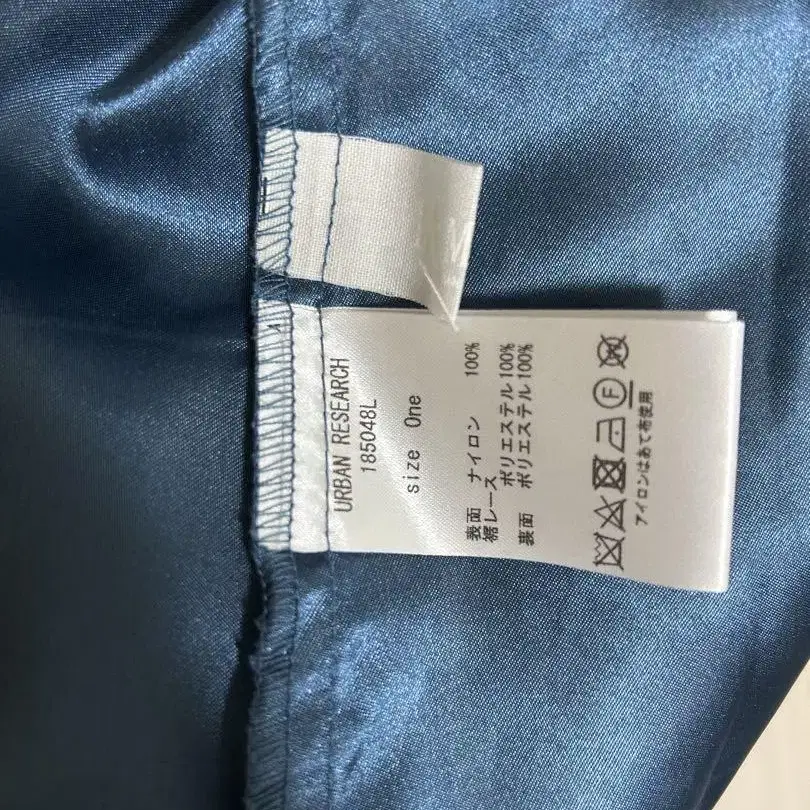 URBAN RESEARCH
185048L
size One
表面 ナイロン 100%
裾レース ポリエステル 100%
裏面 ポリエステル 100%
F
アイロンはあて布使用